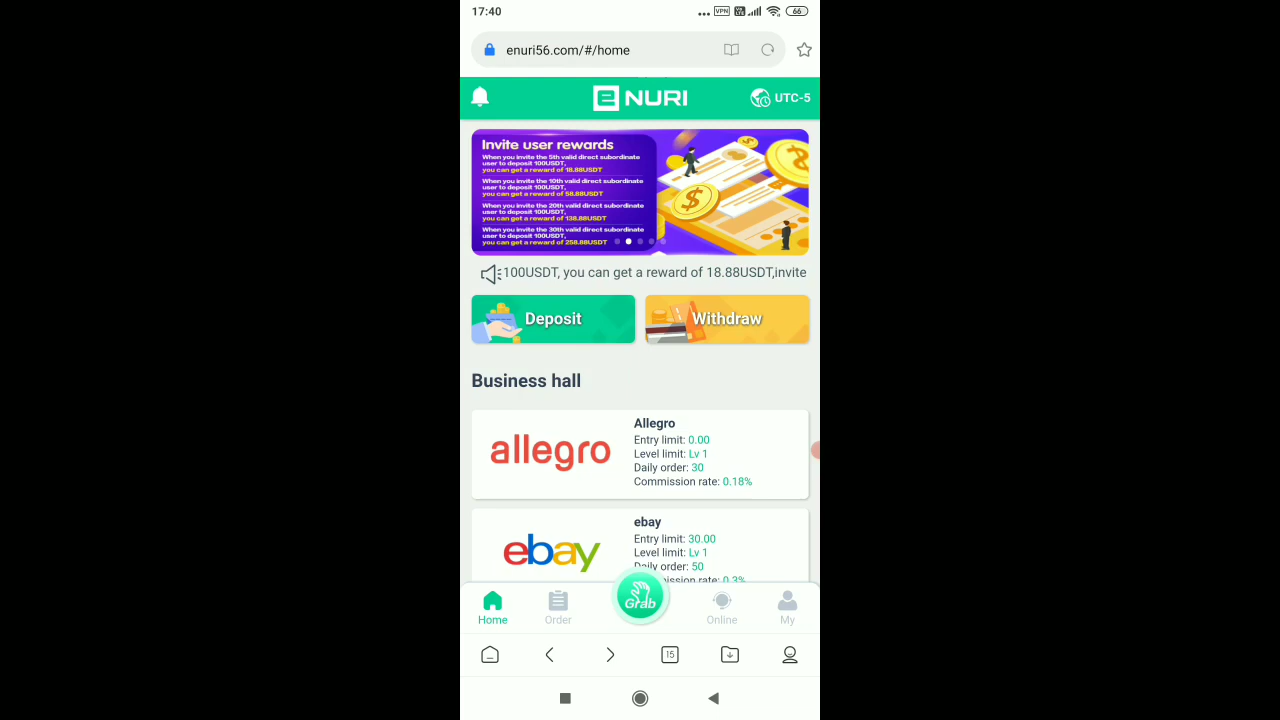 17:40
VPN
66
enuri56.com/#/home
E NURI
UTC-5
Invite user rewards
When you invite the 5th valid direct subordinate
user to deposit 100USDT,
you can get a reward of 18.88USDT
When you invite the 10th valid direct subordinate
user to deposit 100USDT,
you can get a reward of 58.88USDT
When you invite the 20th valid direct subordinate
user to deposit 100USDT,
you can get a reward of 138.88USDT
When you invite the 30th valid direct subordinate
user to deposit 100USDT,
you can get a reward of 258.88USDT
100USDT, you can get a reward of 18.88USDT,invite
Deposit
Withdraw
Business hall
allegro
Allegro
Entry limit: 0.00
Level limit: Lv 1
Daily order: 30
Commission rate: 0.18%
ebay
ebay
Entry limit: 30.00
Level limit: Lv 1
Daily order: 50
ission rate: 0.3%
Grab
Home
Order
Online
My
15